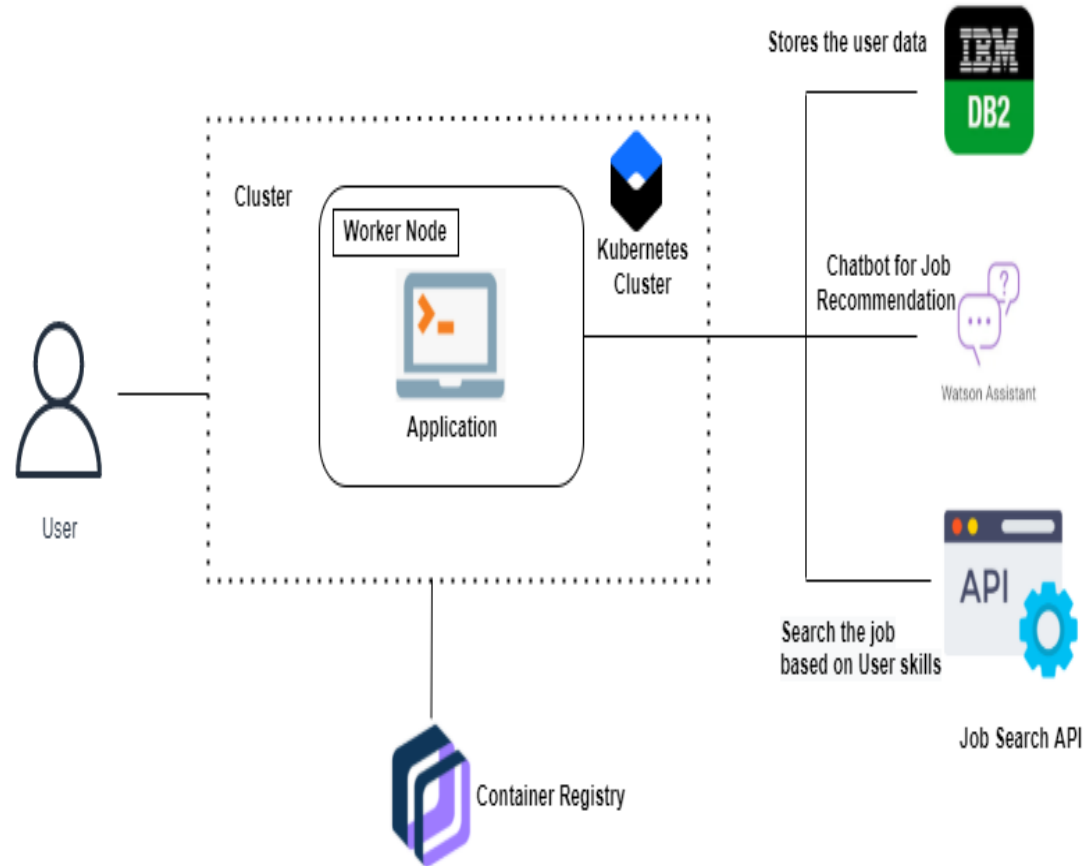 Stores the user data
IBM
DB2
Cluster
Worker Node
Kubernetes
Cluster
Chatbot for Job
Recommendation
Application
Watson Assistant
User
API
Search the job
based on User skills
Job Search API
Container Registry